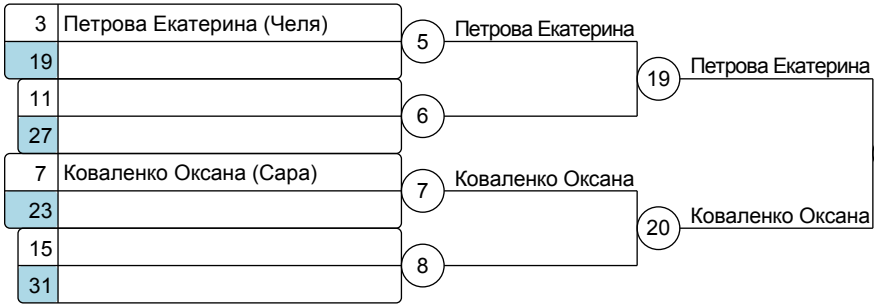 3 Петрова Екатерина (Челя)
19
5 Петрова Екатерина
11
27
6
19 Петрова Екатерина
7 Коваленко Оксана (Сара)
23
7 Коваленко Оксана
15
31
8
20 Коваленко Оксана